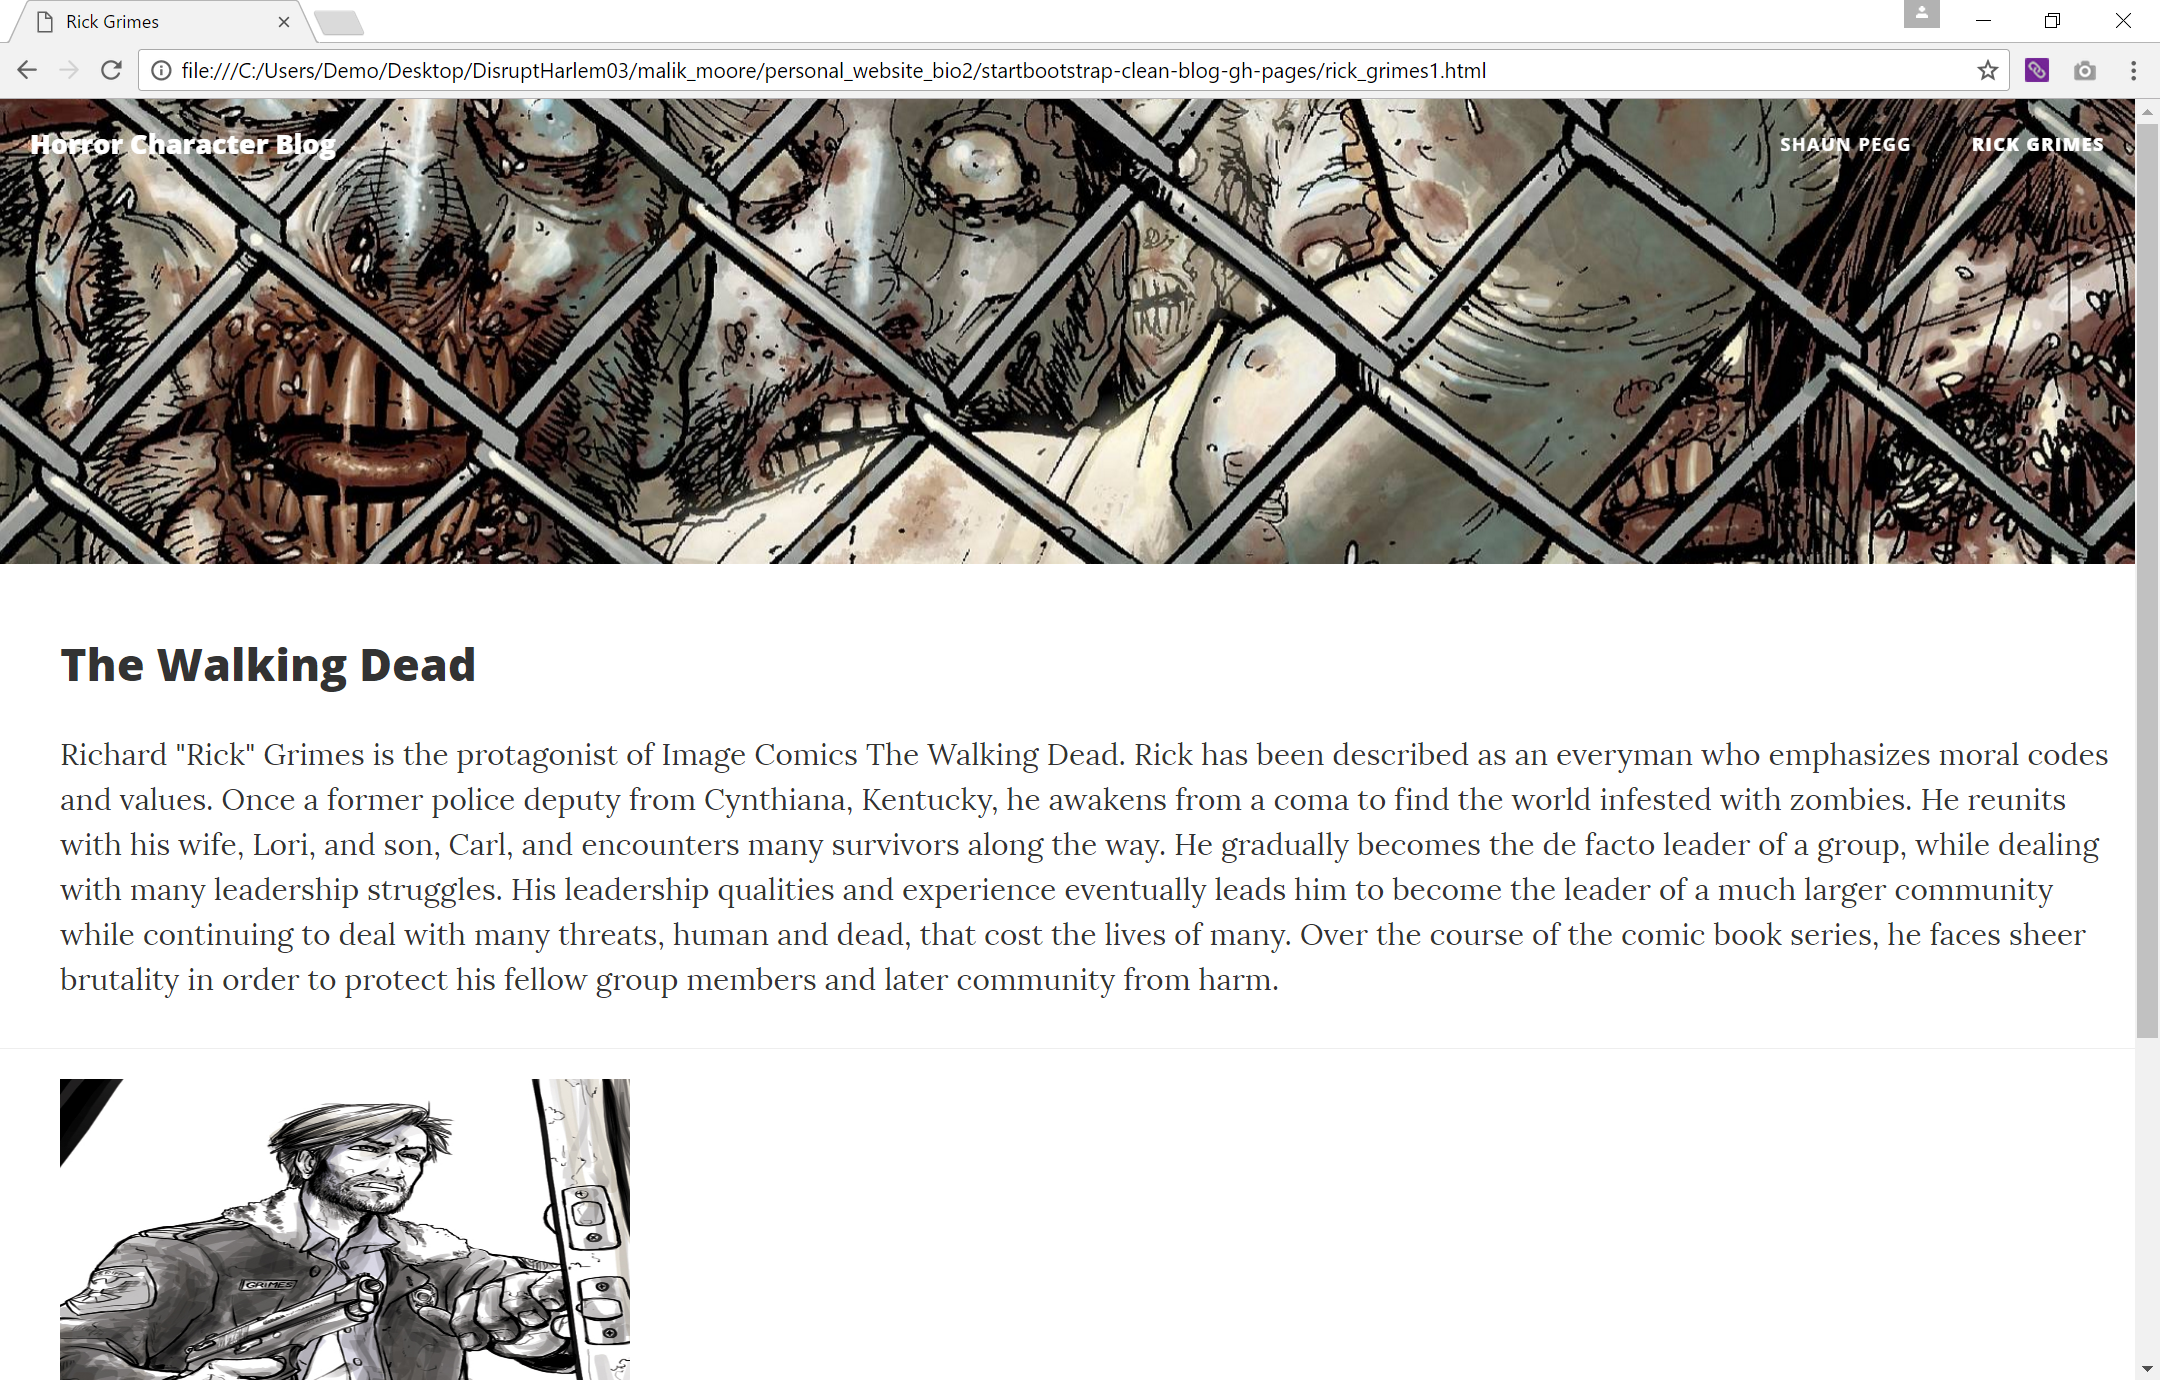 Rick Grimes
file:///C:/Users/Demo/Desktop/DisruptHarlem03/malik_moore/personal_website_bio2/startbootstrap-clean-blog-gh-pages/rick_grimes1.html
Horror Character Blog
SHAUN PEGG
RICK GRIMES
The Walking Dead
Richard "Rick" Grimes is the protagonist of Image Comics The Walking Dead. Rick has been described as an everyman who emphasizes moral codes
and values. Once a former police deputy from Cynthiana, Kentucky, he awakens from a coma to find the world infested with zombies. He reunits
with his wife, Lori, and son, Carl, and encounters many survivors along the way. He gradually becomes the de facto leader of a group, while dealing
with many leadership struggles. His leadership qualities and experience eventually leads him to become the leader of a much larger community
while continuing to deal with many threats, human and dead, that cost the lives of many. Over the course of the comic book series, he faces sheer
brutality in order to protect his fellow group members and later community from harm.
GRIMES